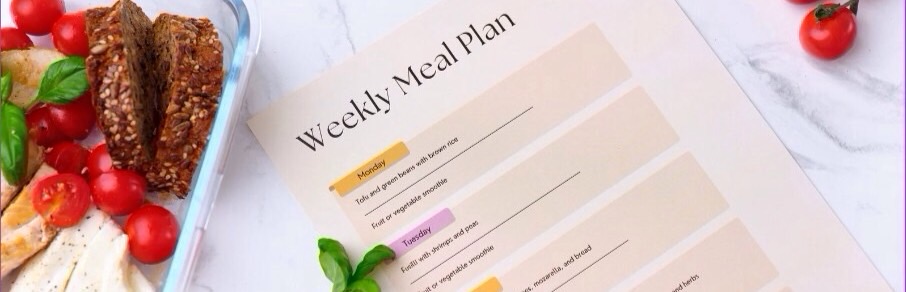 Weekly Meal Plan
Monday
Tofu and green beans with brown rice
Fruit or vegetable smoothie
Tuesday
Fusilli with shrimps and peas
or vegetable smoothie
mozzarella, and bread
and herbs